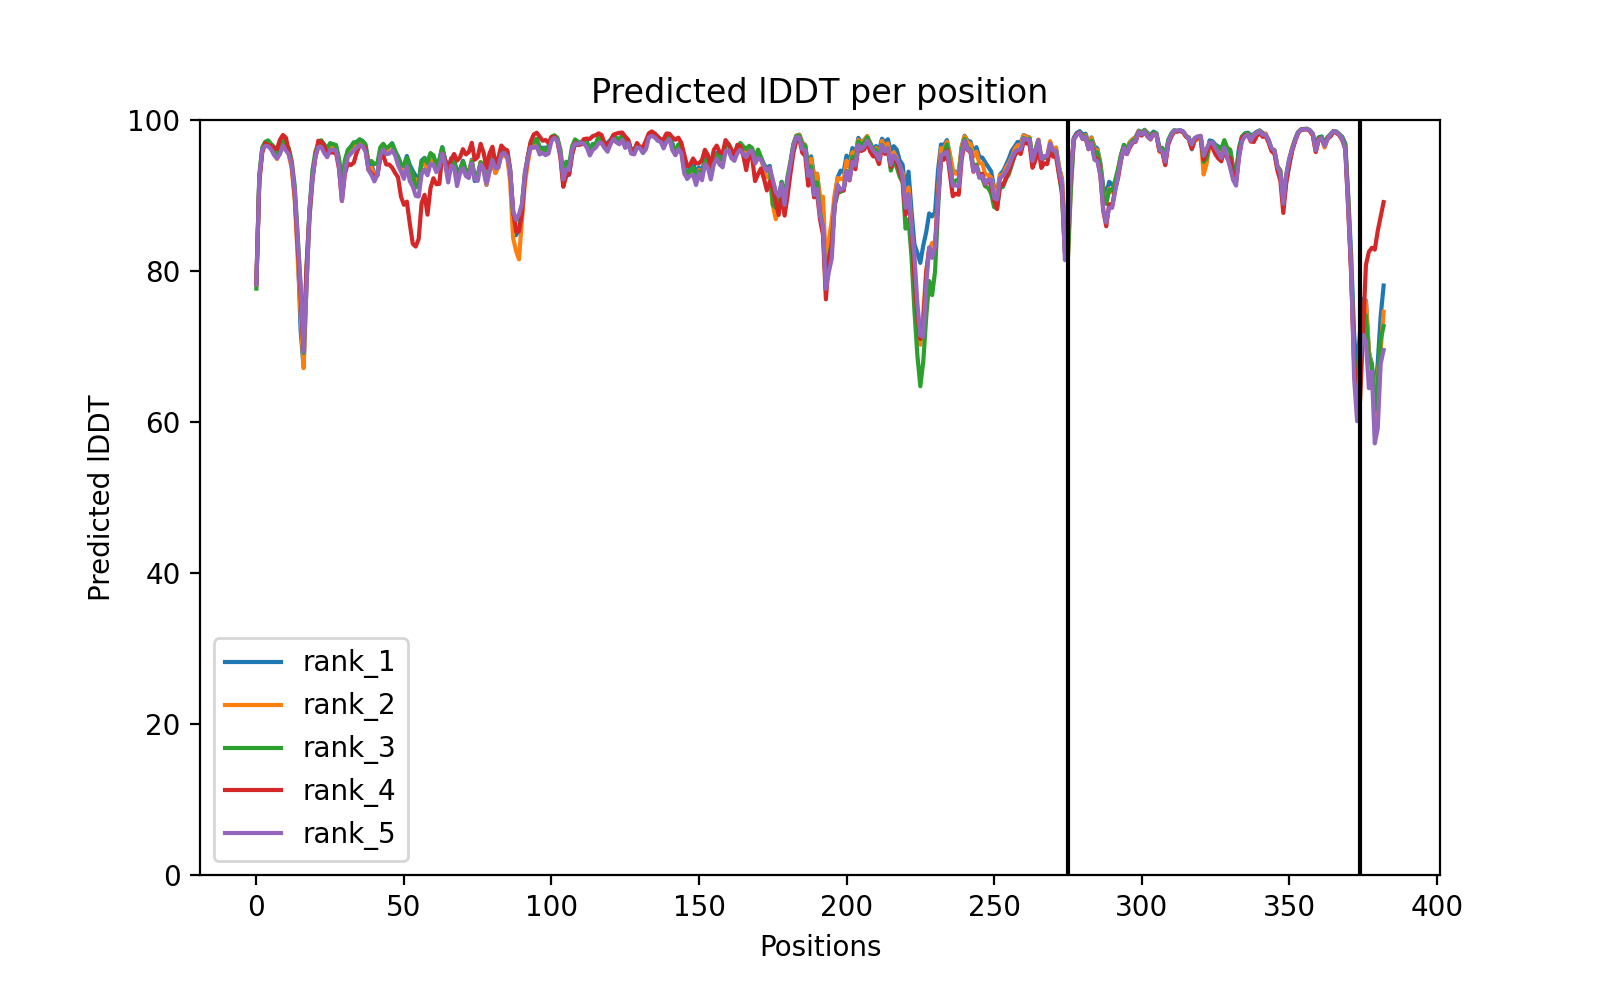 Predicted lDDT per position
100
80
60
40
20
0
Predicted lDDT
rank_1
rank_2
rank_3
rank_4
rank_5
0 50 100 150 200 250 300 350 400
Positions